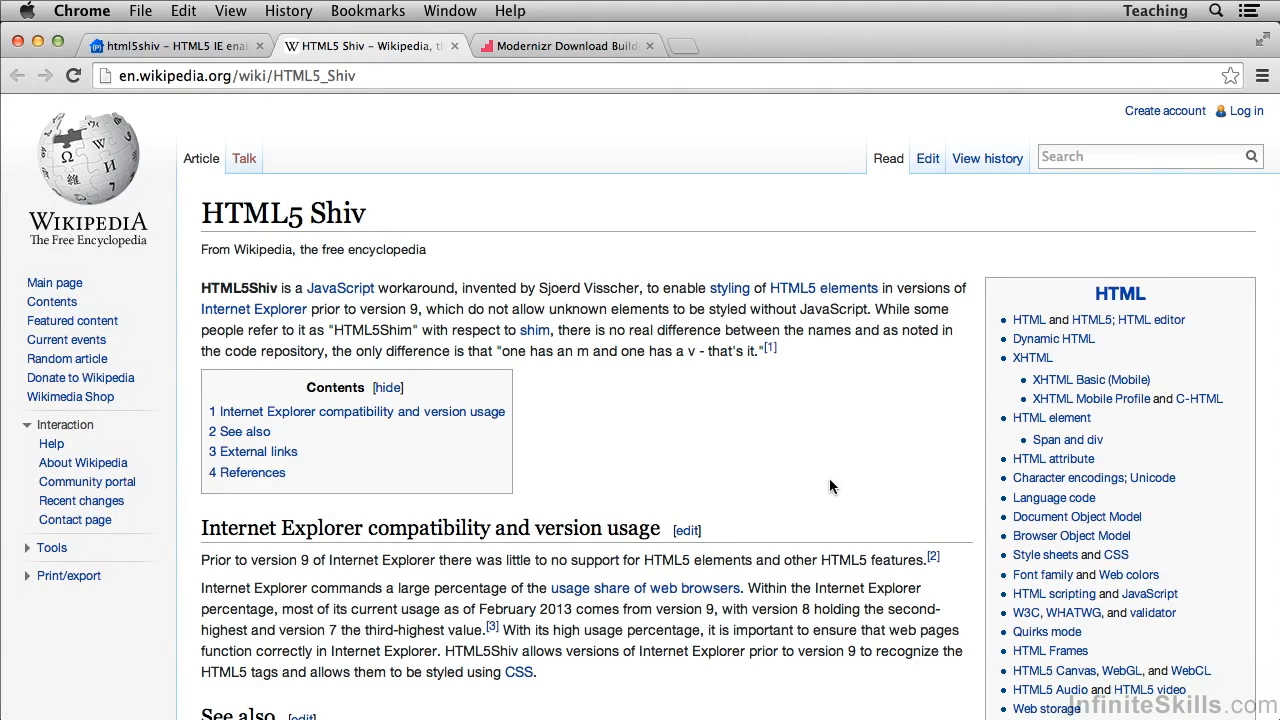 Chrome File Edit View History Bookmarks Window Help Teaching
html5shiv – HTML5 IE ena
HTML5 Shiv – Wikipedia, t
Modernizr Download Build
en.wikipedia.org/wiki/HTML5_Shiv
Create account Log in
WIKIPEDIA
The Free Encyclopedia
Main page
Contents
Featured content
Current events
Random article
Donate to Wikipedia
Wikimedia Shop
Interaction
Help
About Wikipedia
Community portal
Recent changes
Contact page
Tools
Print/export
Article Talk Read Edit View history Search
HTML5 Shiv
From Wikipedia, the free encyclopedia
HTML5Shiv is a JavaScript workaround, invented by Sjoerd Visscher, to enable styling of HTML5 elements in versions of
Internet Explorer prior to version 9, which do not allow unknown elements to be styled without JavaScript. While some
people refer to it as "HTML5Shim" with respect to shim, there is no real difference between the names and as noted in
the code repository, the only difference is that "one has an m and one has a v - that's it."[1]
Contents [hide]
1 Internet Explorer compatibility and version usage
2 See also
3 External links
4 References
Internet Explorer compatibility and version usage [edit]
Prior to version 9 of Internet Explorer there was little to no support for HTML5 elements and other HTML5 features.[2]
Internet Explorer commands a large percentage of the usage share of web browsers. Within the Internet Explorer
percentage, most of its current usage as of February 2013 comes from version 9, with version 8 holding the second-
highest and version 7 the third-highest value.[3] With its high usage percentage, it is important to ensure that web pages
function correctly in Internet Explorer. HTML5Shiv allows versions of Internet Explorer prior to version 9 to recognize the
HTML5 tags and allows them to be styled using CSS.
See also [edit]
HTML
HTML and HTML5; HTML editor
Dynamic HTML
XHTML
XHTML Basic (Mobile)
XHTML Mobile Profile and C-HTML
HTML element
Span and div
HTML attribute
Character encodings; Unicode
Language code
Document Object Model
Browser Object Model
Style sheets and CSS
Font family and Web colors
HTML scripting and JavaScript
W3C, WHATWG, and validator
Quirks mode
HTML Frames
HTML5 Canvas, WebGL, and WebCL
HTML5 Audio and HTML5 video
Web storage
InfiniteSkills.com